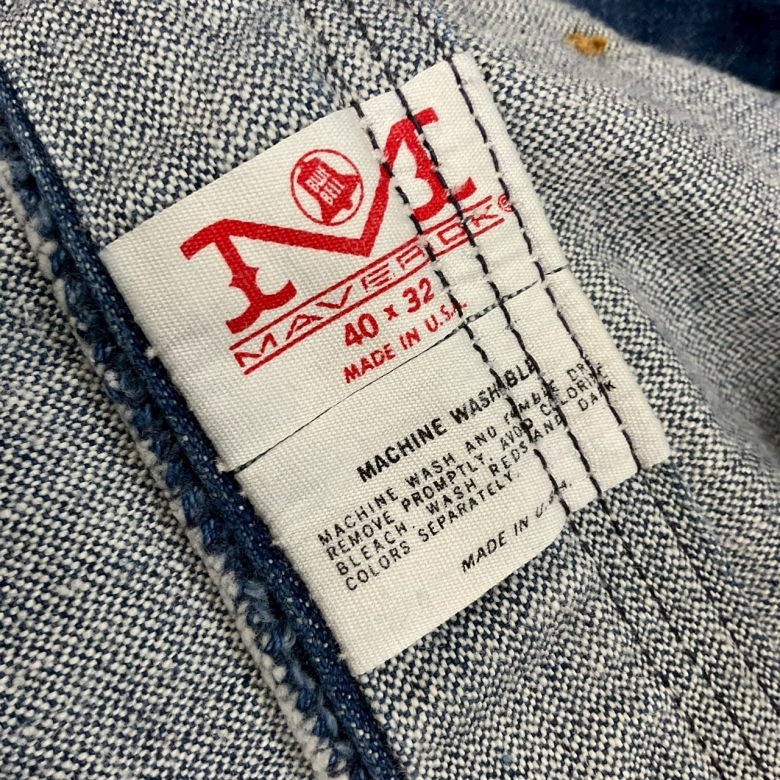 BLUE
BELL
M
MAVERICK®
40 x 32
MADE IN U.S.A.
MACHINE WASHABLE
MACHINE WASH AND TUMBLE DRY
REMOVE PROMPTLY, AVOID CALORINE
BLEACH. WASH REDS AND DARK
COLORS SEPARATELY.
MADE IN U.S.A.